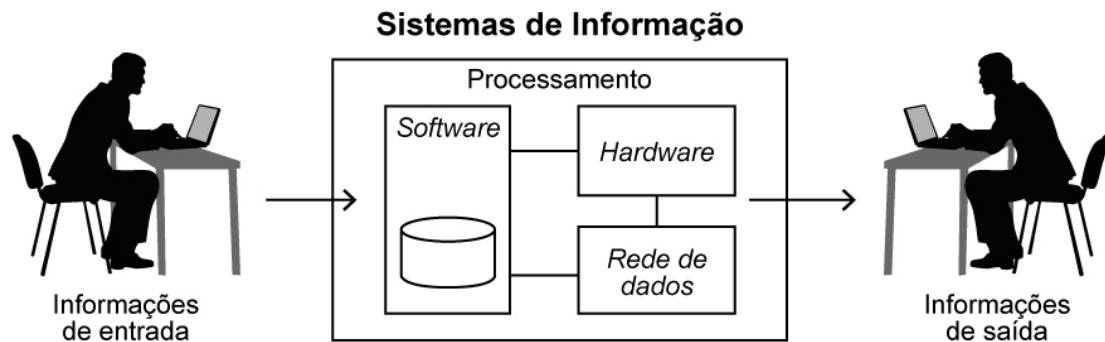 Sistemas de Informação
Processamento
Software
Hardware
Rede de
dados
Informações
de entrada
Informações
de saída